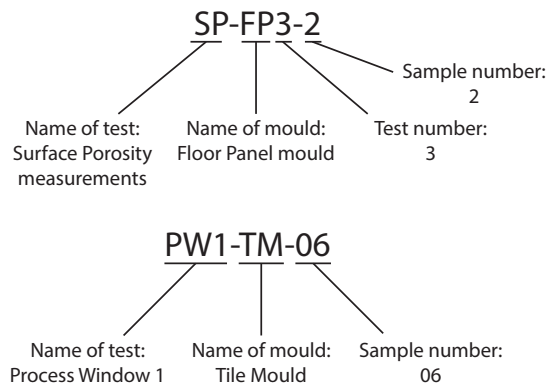 SP-FP3-2
Sample number:
2
Name of test:
Surface Porosity
measurements
Name of mould:
Floor Panel mould
Test number:
3
PW1-TM-06
Name of test:
Process Window 1
Name of mould:
Tile Mould
Sample number:
06